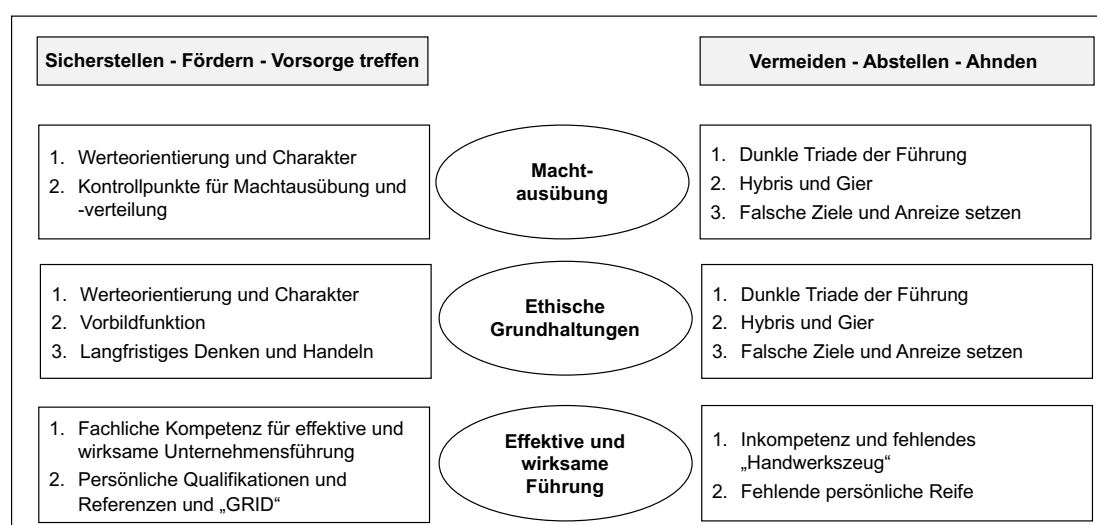 Sicherstellen - Fördern - Vorsorge treffen
Vermeiden - Abstellen - Ahnden
1. Werteorientierung und Charakter
2. Kontrollpunkte für Machtausübung und
-verteilung
Macht-
ausübung
1. Dunkle Triade der Führung
2. Hybris und Gier
3. Falsche Ziele und Anreize setzen
1. Werteorientierung und Charakter
2. Vorbildfunktion
3. Langfristiges Denken und Handeln
Ethische
Grundhaltungen
1. Dunkle Triade der Führung
2. Hybris und Gier
3. Falsche Ziele und Anreize setzen
1. Fachliche Kompetenz für effektive und
wirksame Unternehmensführung
2. Persönliche Qualifikationen und
Referenzen und „GRID“
Effektive und
wirksame
Führung
1. Inkompetenz und fehlendes
„Handwerkszeug“
2. Fehlende persönliche Reife